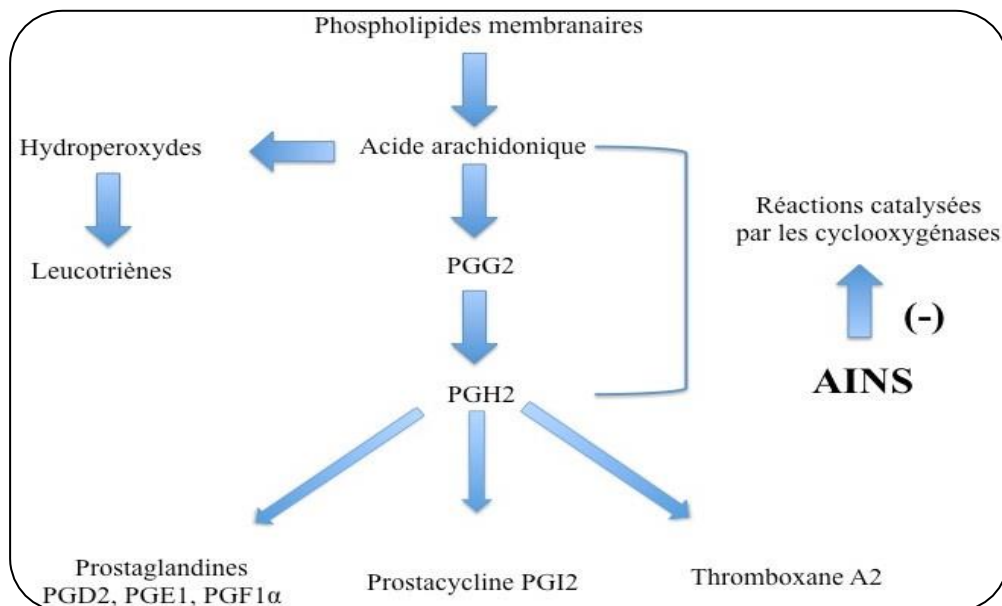 Phospholipides membranaires
Hydroperoxydes
Acide arachidonique
Réactions catalysées
par les cyclooxygénases
Leucotriènes
PGG2
(-)
AINS
PGH2
Prostaglandines
PGD2, PGE1, PGF1α
Prostacycline PGI2
Thromboxane A2